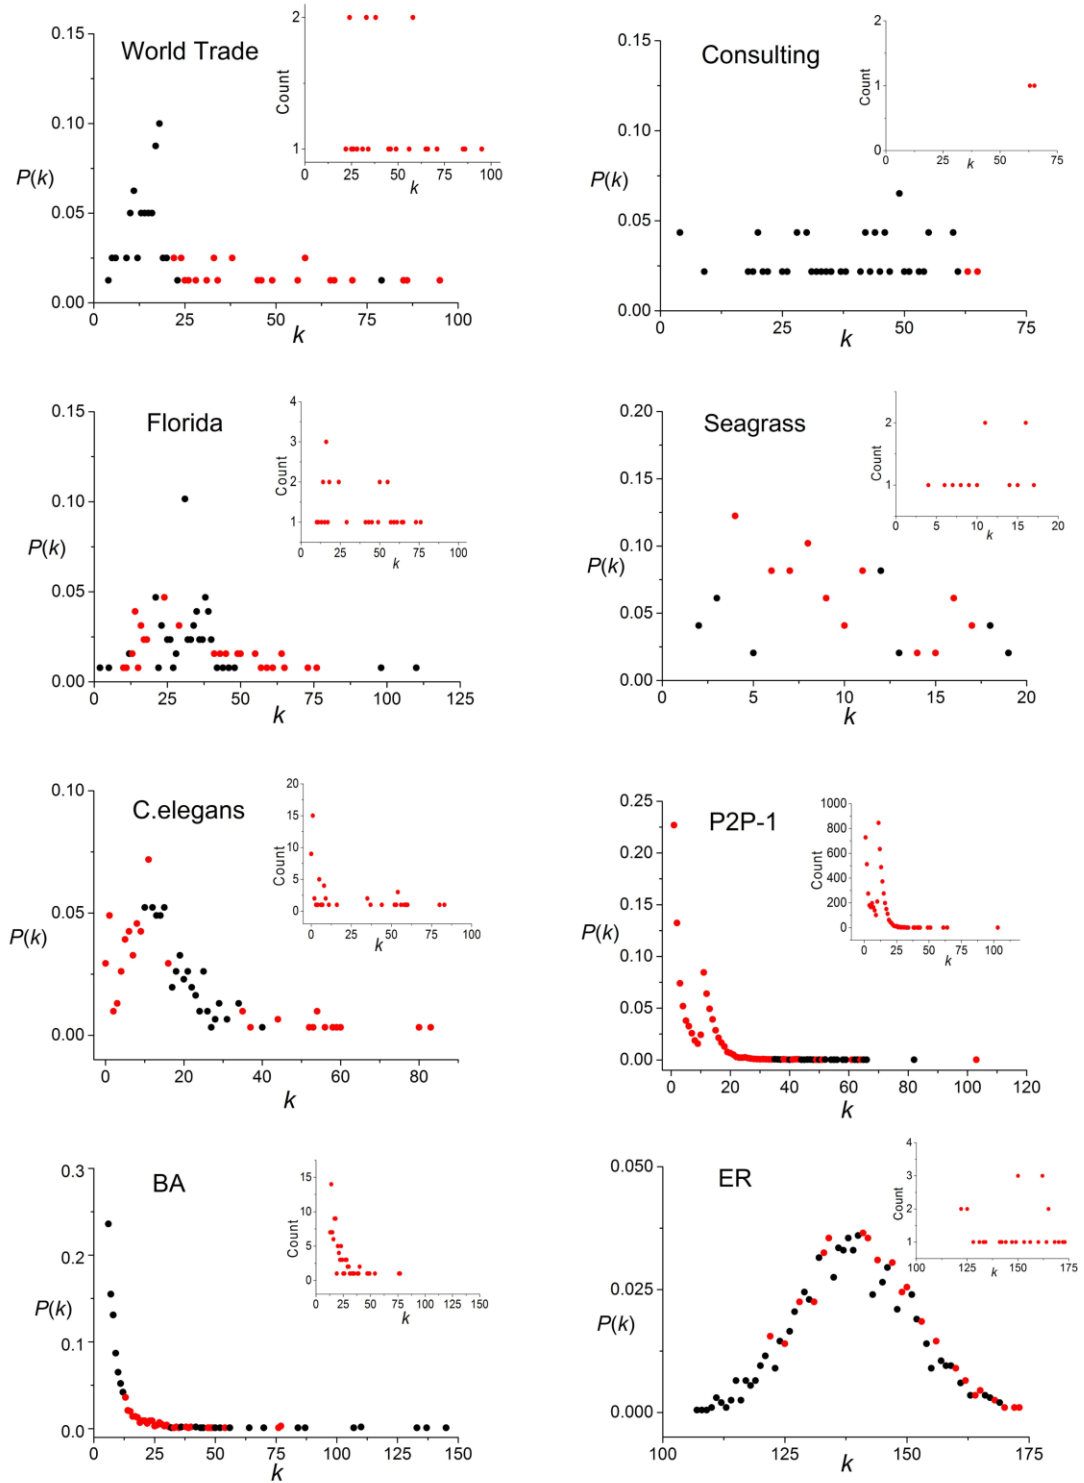 World Trade
P(k)
0.15
0.10
0.05
0.00
0 25 50 75 100
k
Count
2
1
0 25 50 75 100
k
Consulting
P(k)
0.15
0.10
0.05
0.00
0 25 50 75
k
Count
2
1
0
0 25 50 75
k
Florida
P(k)
0.15
0.10
0.05
0.00
0 25 50 75 100 125
k
Count
4
3
2
1
0 25 50 75 100
k
Seagrass
P(k)
0.20
0.15
0.10
0.05
0.00
0 5 10 15 20
k
Count
2
1
0 5 10 15 20
k
C.elegans
P(k)
0.10
0.05
0.00
0 20 40 60 80
k
Count
20
15
10
5
0
0 25 50 75 100
k
P2P-1
P(k)
0.25
0.20
0.15
0.10
0.05
0.00
0 20 40 60 80 100 120
k
Count
1000
800
600
400
200
0
0 25 50 75 100
k
BA
P(k)
0.3
0.2
0.1
0.0
0 25 50 75 100 125 150
k
Count
15
10
5
0
0 25 50 75 100 125 150
k
ER
P(k)
0.050
0.025
0.000
100 125 150 175
k
Count
4
3
2
1
100 125 150 175
k